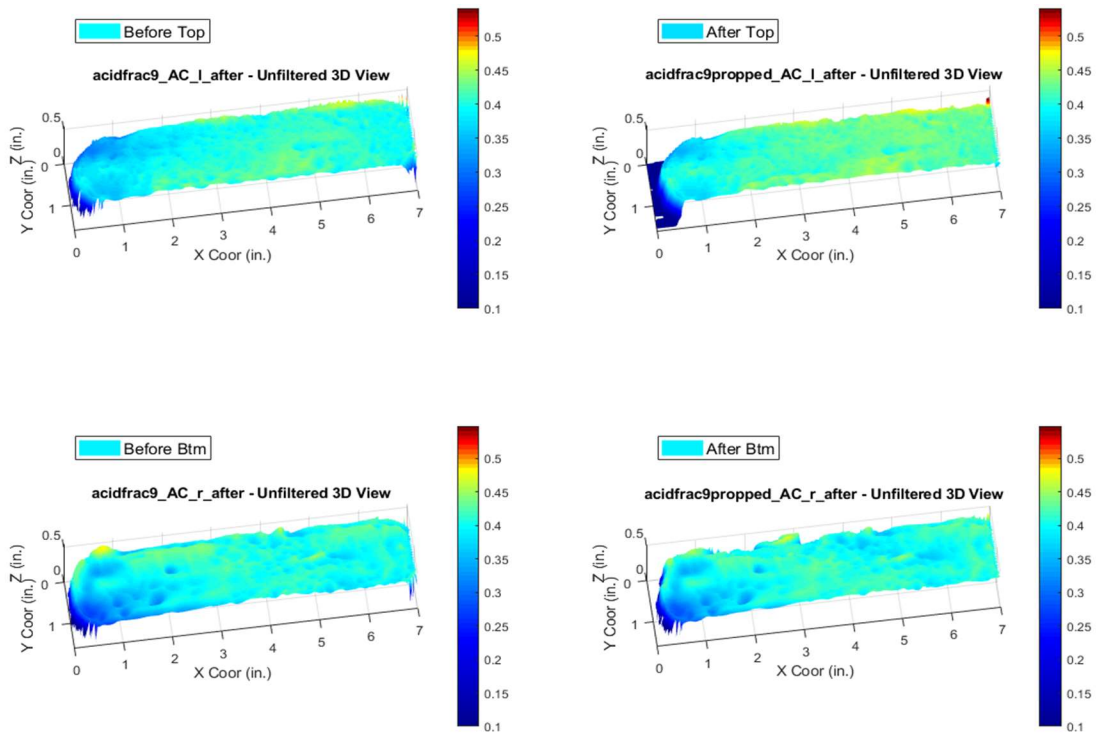 Before Top
acidfrac9_AC_l_after - Unfiltered 3D View
0.5
0
Z (in.)
0
1
Y Coor (in.)
0 1 2 3 4 5 6 7
X Coor (in.)
0.5
0.45
0.4
0.35
0.3
0.25
0.2
0.15
0.1
After Top
acidfrac9propped_AC_l_after - Unfiltered 3D View
0.5
0
Z (in.)
0
1
Y Coor (in.)
0 1 2 3 4 5 6 7
X Coor (in.)
0.5
0.45
0.4
0.35
0.3
0.25
0.2
0.15
0.1
Before Btm
acidfrac9_AC_r_after - Unfiltered 3D View
0.5
0
Z (in.)
0
1
Y Coor (in.)
0 1 2 3 4 5 6 7
X Coor (in.)
0.5
0.45
0.4
0.35
0.3
0.25
0.2
0.15
0.1
After Btm
acidfrac9propped_AC_r_after - Unfiltered 3D View
0.5
0
Z (in.)
0
1
Y Coor (in.)
0 1 2 3 4 5 6 7
X Coor (in.)
0.5
0.45
0.4
0.35
0.3
0.25
0.2
0.15
0.1